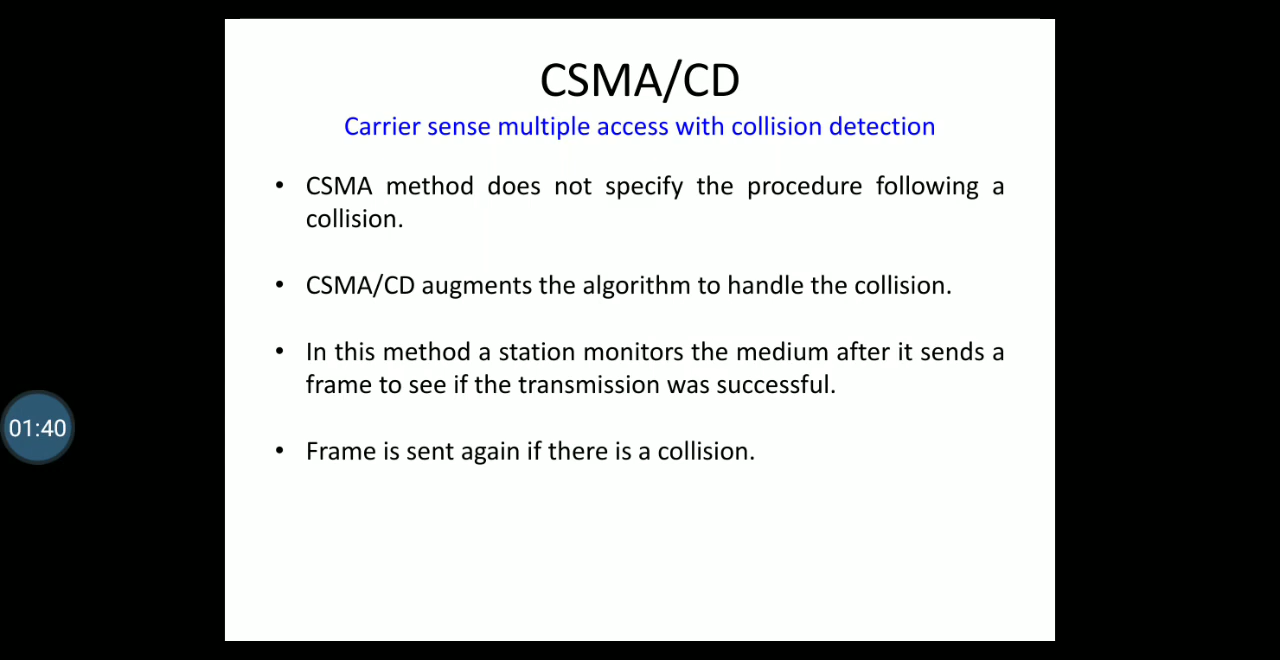 CSMA/CD
Carrier sense multiple access with collision detection
• CSMA method does not specify the procedure following a
collision.
• CSMA/CD augments the algorithm to handle the collision.
• In this method a station monitors the medium after it sends a
frame to see if the transmission was successful.
01:40
• Frame is sent again if there is a collision.